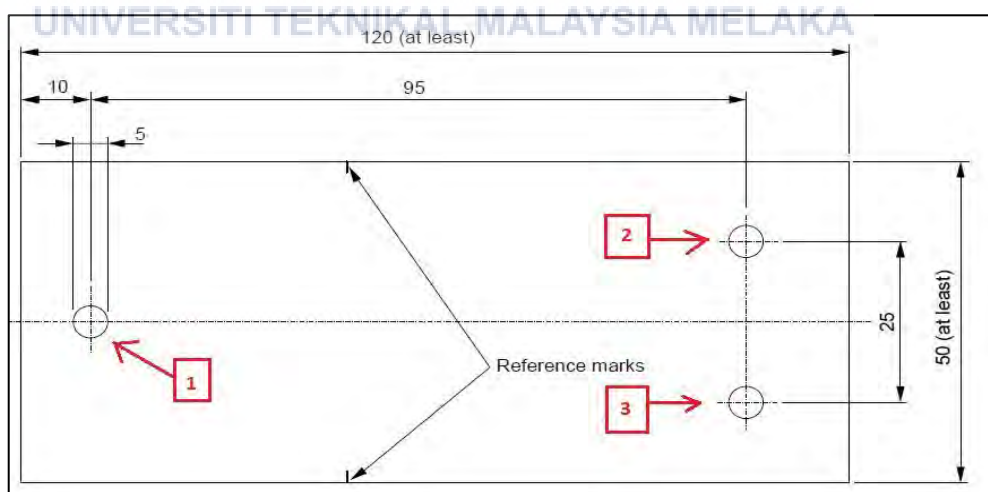 UNIVERSITI TEKNIKAL MALAYSIA MELAKA
120 (at least)
10
95
5
2
25
50 (at least)
Reference marks
1
3